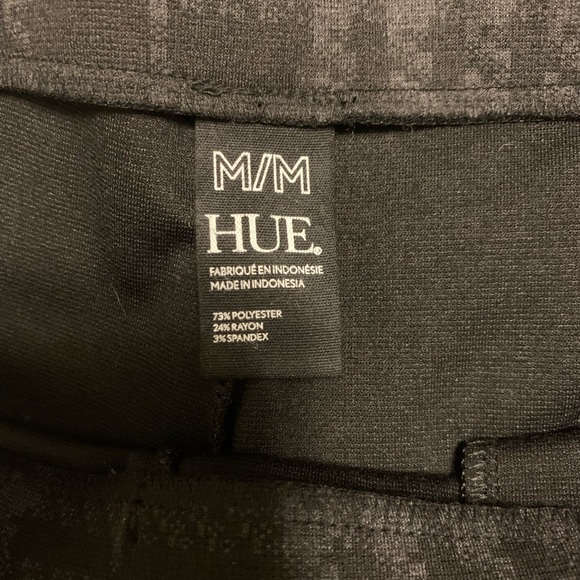 M/M
HUE®
FABRIQUÉ EN INDONÉSIE
MADE IN INDONESIA
73% POLYESTER
24% RAYON
3% SPANDEX